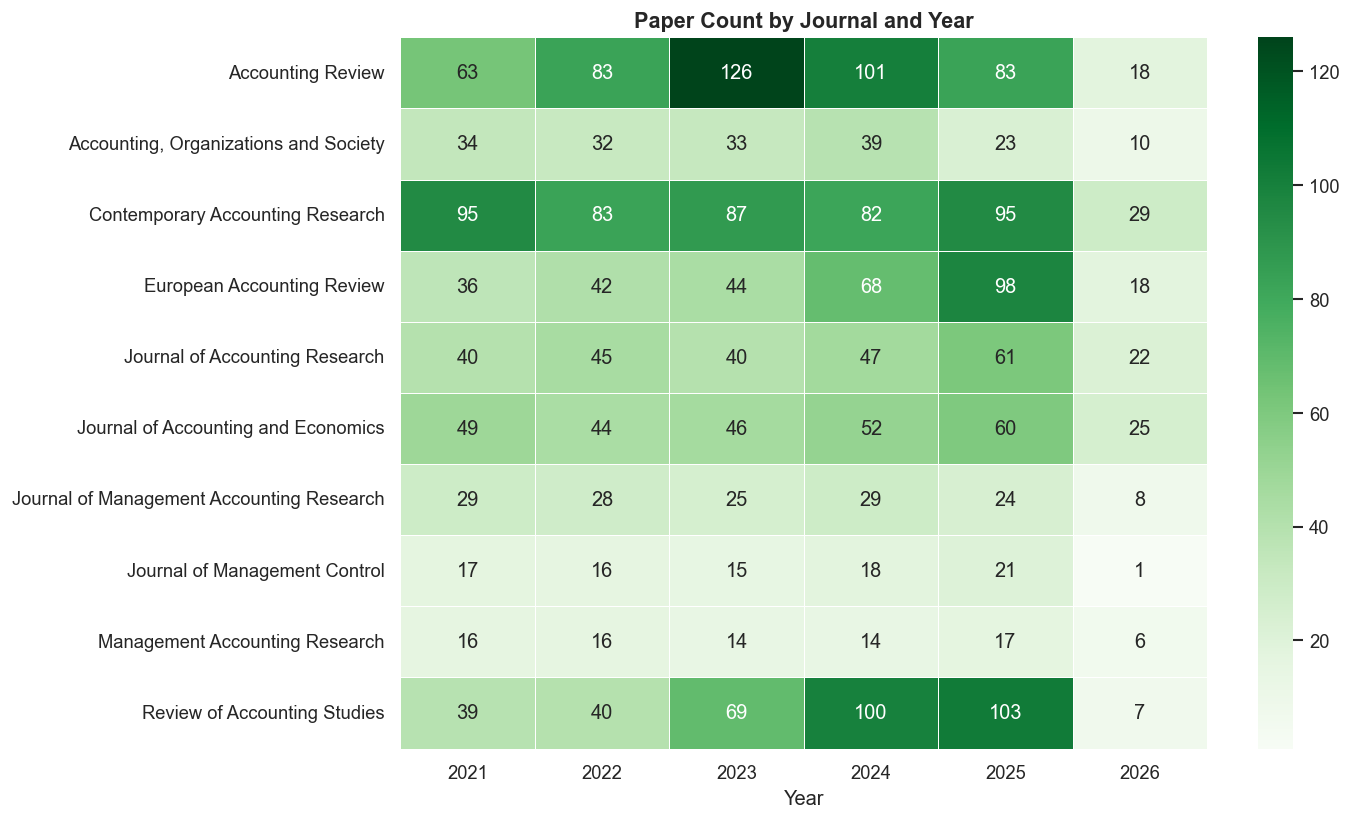 Paper Count by Journal and Year
Accounting Review 63 83 126 101 83 18
Accounting, Organizations and Society 34 32 33 39 23 10
Contemporary Accounting Research 95 83 87 82 95 29
European Accounting Review 36 42 44 68 98 18
Journal of Accounting Research 40 45 40 47 61 22
Journal of Accounting and Economics 49 44 46 52 60 25
Journal of Management Accounting Research 29 28 25 29 24 8
Journal of Management Control 17 16 15 18 21 1
Management Accounting Research 16 16 14 14 17 6
Review of Accounting Studies 39 40 69 100 103 7
2021 2022 2023 2024 2025 2026
Year
120
100
80
60
40
20